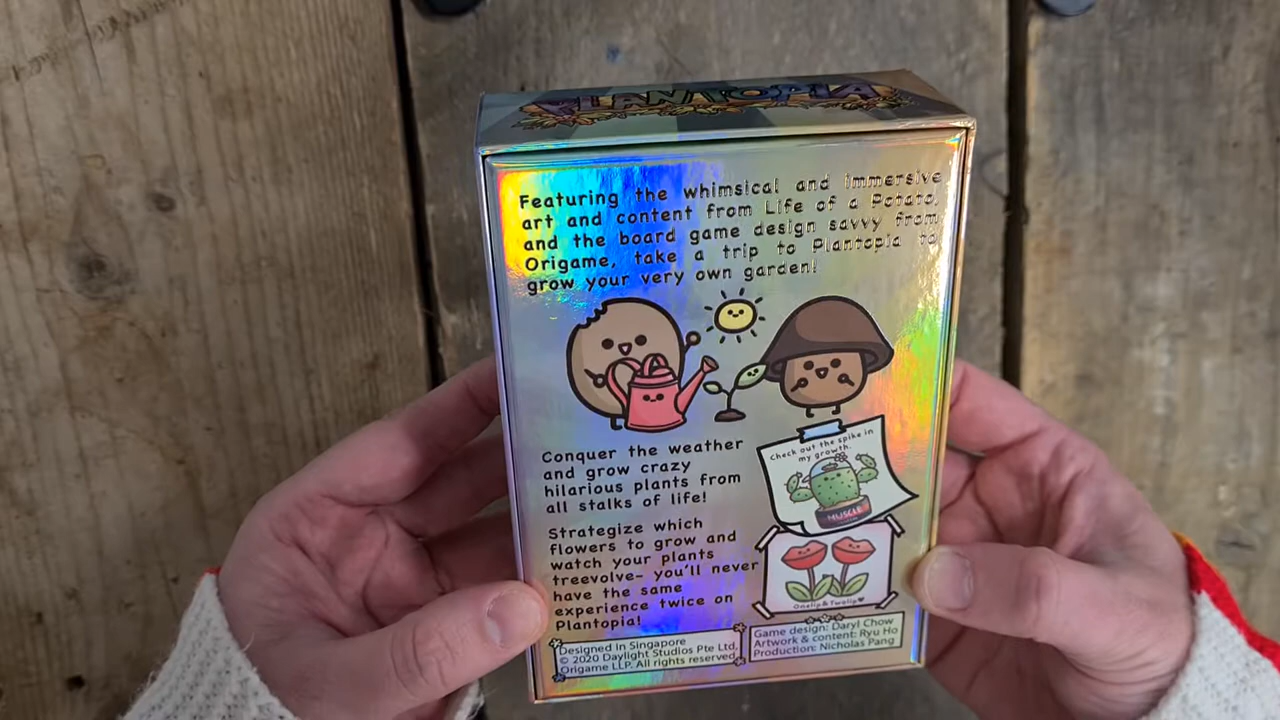 PLANTOPIA
Featuring the whimsical and immersive
art and content from Life of a Potato,
and the board game design savvy from
Origame, take a trip to Plantopia to
grow your very own garden!
Conquer the weather
and grow crazy
hilarious plants from
all stalks of life!
Check out the spike in
my growth.
MUSCLE
Strategize which
flowers to grow and
watch your plants
treevolve- you'll never
have the same
experience twice on
Plantopia!
Onelip & Twolip
Designed in Singapore
© 2020 Daylight Studios Pte Ltd.
Origame LLP. All rights reserved
Game design: Daryl Chow
Artwork & content: Ryu Ho
Production: Nicholas Pang